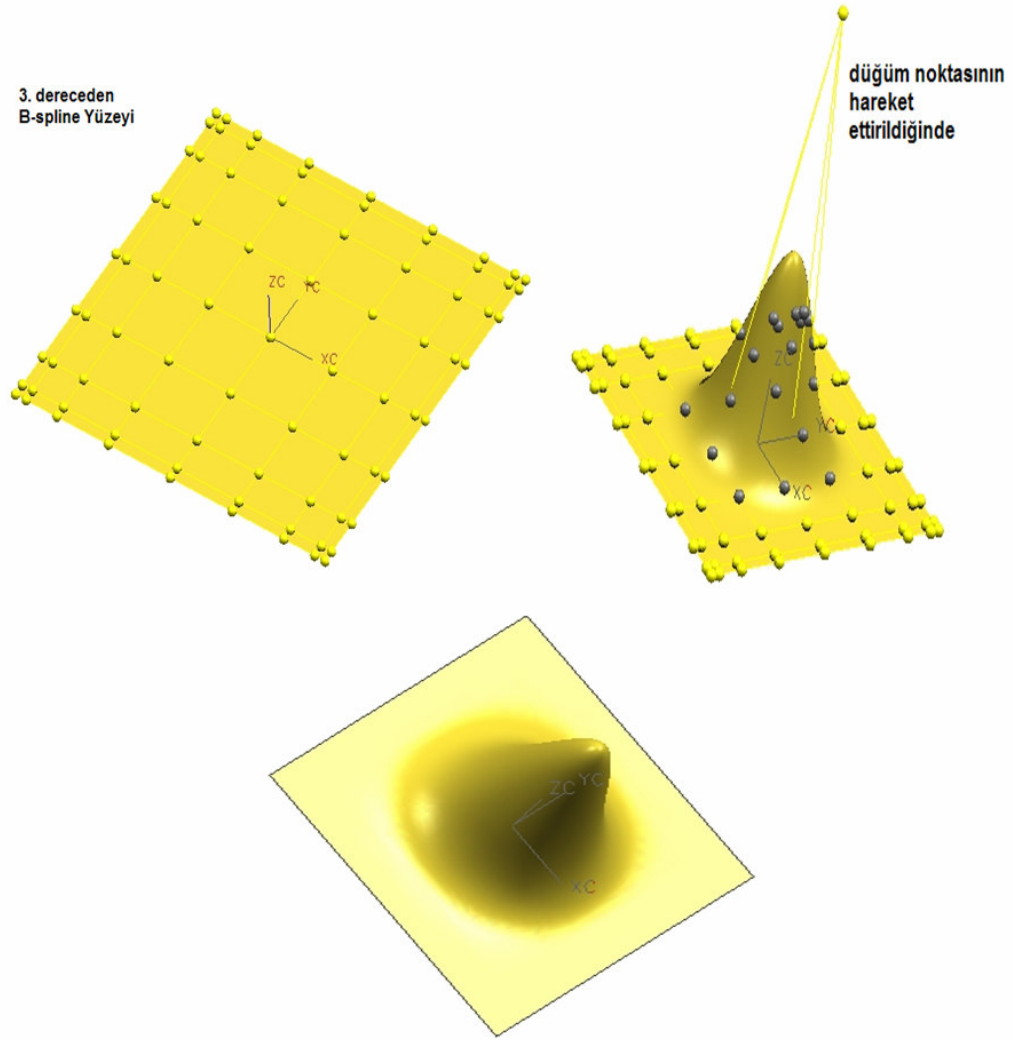 3. dereceden
B-spline Yüzeyi
düğüm noktasının
hareket
ettirildiğinde
ZC
YC
XC
ZC
YC
XC
ZC
YC
XC